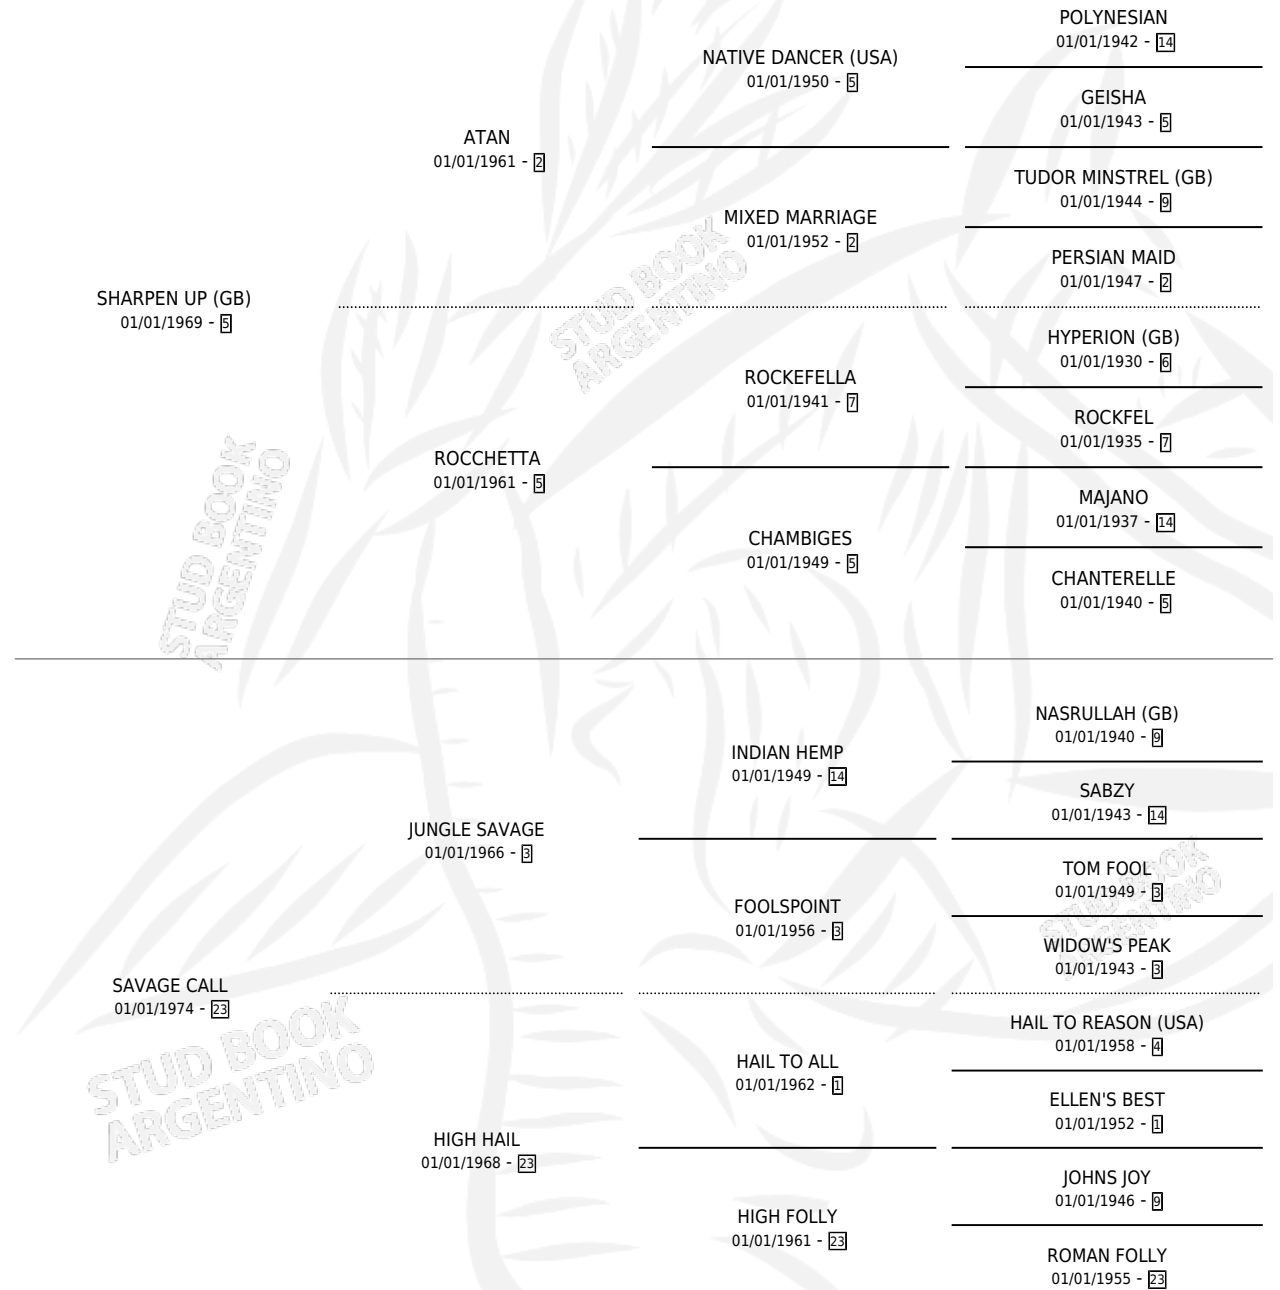 POLYNESIAN
01/01/1942 - 14
NATIVE DANCER (USA)
01/01/1950 - 5
GEISHA
01/01/1943 - 5
ATAN
01/01/1961 - 2
TUDOR MINSTREL (GB)
01/01/1944 - 9
MIXED MARRIAGE
01/01/1952 - 2
PERSIAN MAID
01/01/1947 - 2
SHARPEN UP (GB)
01/01/1969 - 5
HYPERION (GB)
01/01/1930 - 6
ROCKEFELLA
01/01/1941 - 7
ROCKFEL
01/01/1935 - 7
ROCCHETTA
01/01/1961 - 5
MAJANO
01/01/1937 - 14
CHAMBIGES
01/01/1949 - 5
CHANTERELLE
01/01/1940 - 5
STUD BOOK
ARGENTINO
STUD BOOK
ARGENTINO
NASRULLAH (GB)
01/01/1940 - 9
INDIAN HEMP
01/01/1949 - 14
SABZY
01/01/1943 - 14
JUNGLE SAVAGE
01/01/1966 - 3
TOM FOOL
01/01/1949 - 3
FOOLSPOINT
01/01/1956 - 3
WIDOW'S PEAK
01/01/1943 - 3
SAVAGE CALL
01/01/1974 - 23
HAIL TO REASON (USA)
01/01/1958 - 4
HAIL TO ALL
01/01/1962 - 1
ELLEN'S BEST
01/01/1952 - 1
HIGH HAIL
01/01/1968 - 23
JOHNS JOY
01/01/1946 - 9
HIGH FOLLY
01/01/1961 - 23
ROMAN FOLLY
01/01/1955 - 23
STUD BOOK
ARGENTINO
STUD BOOK
ARGENTINO